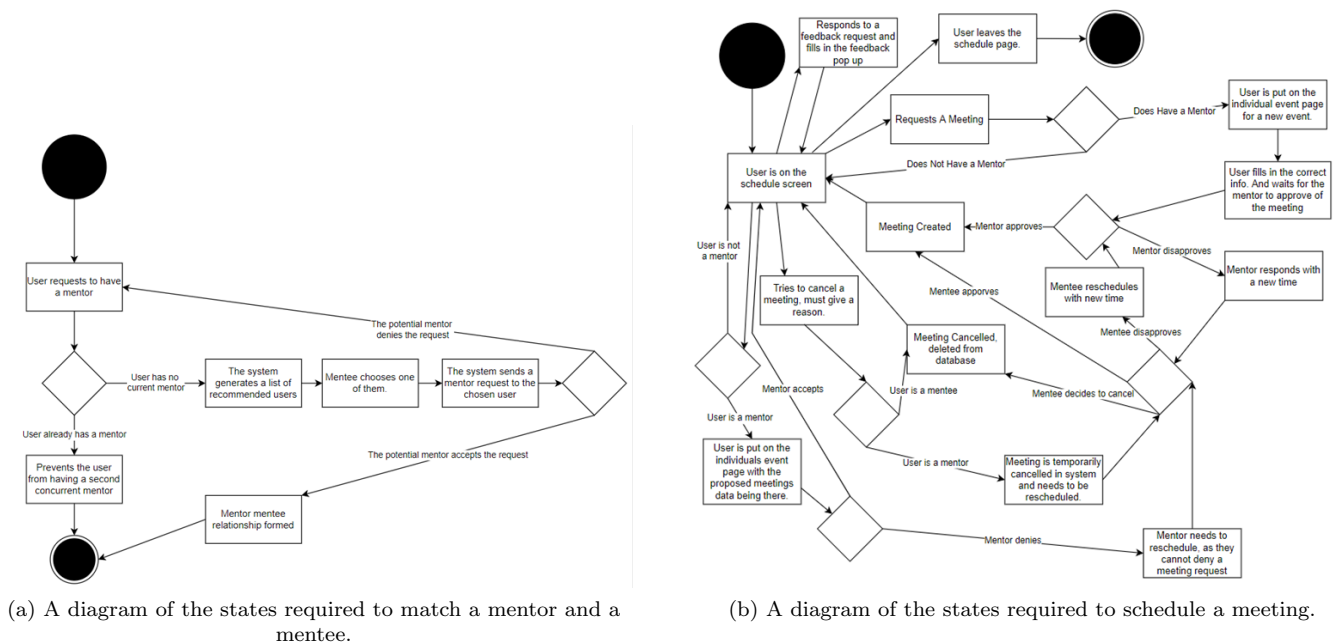 User requests to have
a mentor
The potential mentor
denies the request
User has no
current mentor
The system
generates a list of
recommended users
Mentee chooses one
of them.
The system sends a
mentor request to the
chosen user
User already has a mentor
The potential mentor accepts the request
Prevents the user
from having a second
concurrent mentor
Mentor mentee
relationship formed
(a) A diagram of the states required to match a mentor and a
mentee.
Responds to a
feedback request and
fills in the feedback
pop up
User leaves the
schedule page.
Requests A Meeting
Does Have a Mentor
User is put on the
individual event page
for a new event.
Does Not Have a Mentor
User is on the
schedule screen
User fills in the correct
info. And waits for the
mentor to approve of
the meeting
Meeting Created
Mentor approves
Mentor disapproves
User is not
a mentor
Mentor responds with
a new time
Tries to cancel a
meeting, must give a
reason.
Mentee apporves
Mentee reschedules
with new time
Mentee disapproves
Meeting Cancelled,
deleted from
database
Mentor accepts
User is a mentee
Mentee decides to cancel
User is a mentor
User is put on the
individuals event
page with the
proposed meetings
data being there.
User is a mentor
Meeting is temporarily
cancelled in system
and needs to be
rescheduled.
Mentor denies
Mentor needs to
reschedule, as they
cannot deny a
meeting request
(b) A diagram of the states required to schedule a meeting.